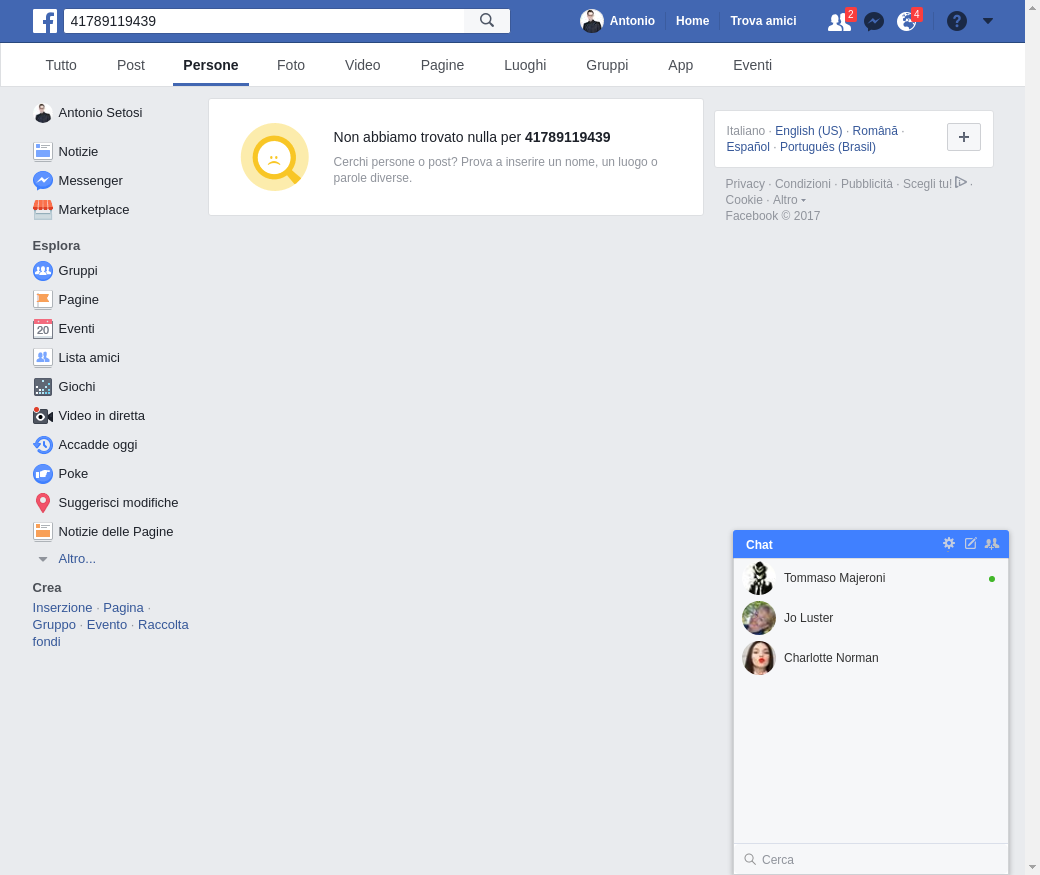 41789119439
Antonio
Home
Trova amici
2
4
?
Tutto
Post
Persone
Foto
Video
Pagine
Luoghi
Gruppi
App
Eventi
Antonio Setosi
Notizie
Messenger
Marketplace
Esplora
Gruppi
Pagine
20
Eventi
Lista amici
Giochi
Video in diretta
Accadde oggi
Poke
Suggerisci modifiche
Notizie delle Pagine
Altro...
Crea
Inserzione · Pagina ·
Gruppo · Evento · Raccolta
fondi
Non abbiamo trovato nulla per 41789119439
Cerchi persone o post? Prova a inserire un nome, un luogo o
parole diverse.
Italiano · English (US) · Română ·
Español · Português (Brasil)
+
Privacy · Condizioni · Pubblicità · Scegli tu! ·
Cookie · Altro
Facebook © 2017
Chat
Tommaso Majeroni
Jo Luster
Charlotte Norman
Cerca